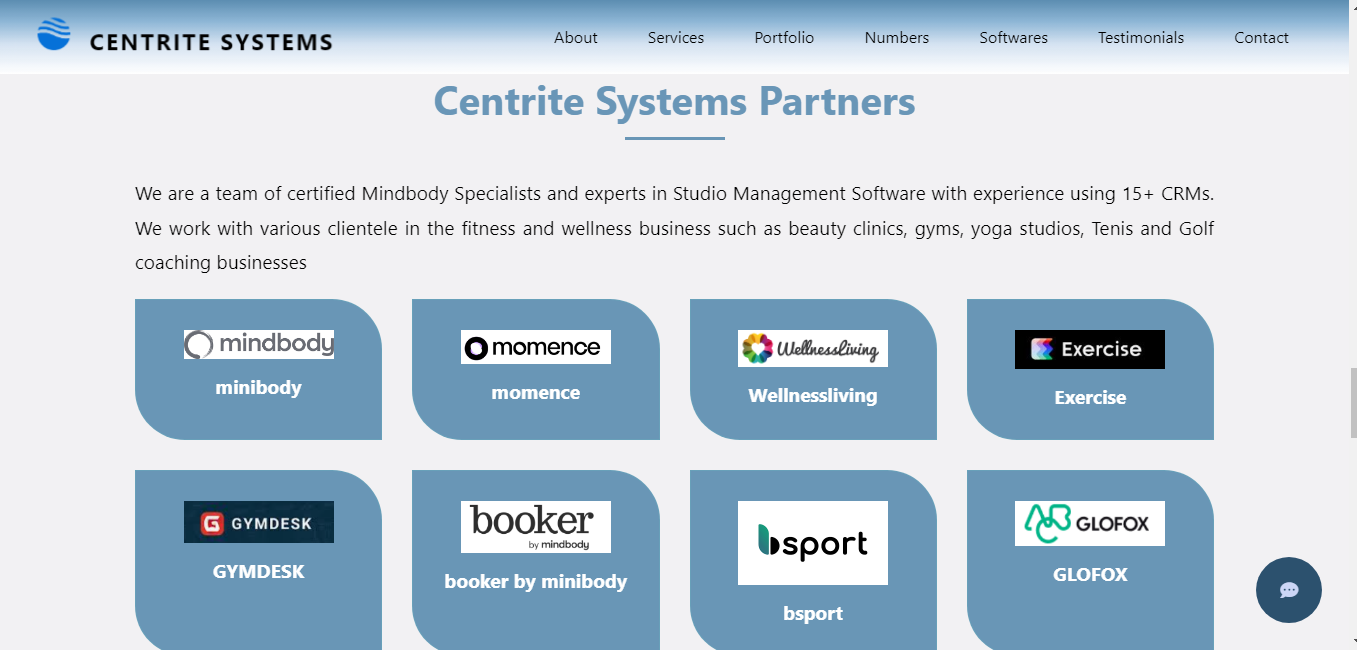 CENTRITE SYSTEMS
About Services Portfolio Numbers Softwares Testimonials Contact
Centrite Systems Partners
We are a team of certified Mindbody Specialists and experts in Studio Management Software with experience using 15+ CRMs.
We work with various clientele in the fitness and wellness business such as beauty clinics, gyms, yoga studios, Tenis and Golf
coaching businesses
mindbody
minibody
momence
momence
WellnessLiving
Wellnessliving
Exercise
Exercise
GYMDESK
GYMDESK
booker
by mindbody
booker by minibody
bsport
bsport
GLOFOX
GLOFOX